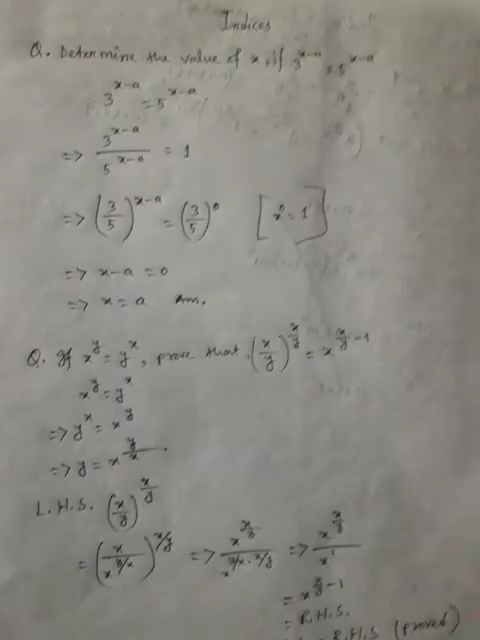 Indices
Q. Determine the value of x, if 3^(x-a) = 5^(x-a)
3^(x-a) = 5^(x-a)
=> 3^(x-a) / 5^(x-a) = 1
=> (3/5)^(x-a) = (3/5)^0 [x^0 = 1]
=> x-a = 0
=> x = a Ans.
Q. If x^y = y^x, prove that (x/y)^(x/y) = x^(x/y - 1)
x^y = y^x
=> y^x = x^y
=> y = x^(y/x).
L.H.S. (x/y)^(x/y)
= (x / x^(y/x))^(x/y) => x^(x/y) / x^(y/x · x/y) => x^(x/y) / x^1
= x^(x/y - 1)
= R.H.S.
R.H.S (proved)